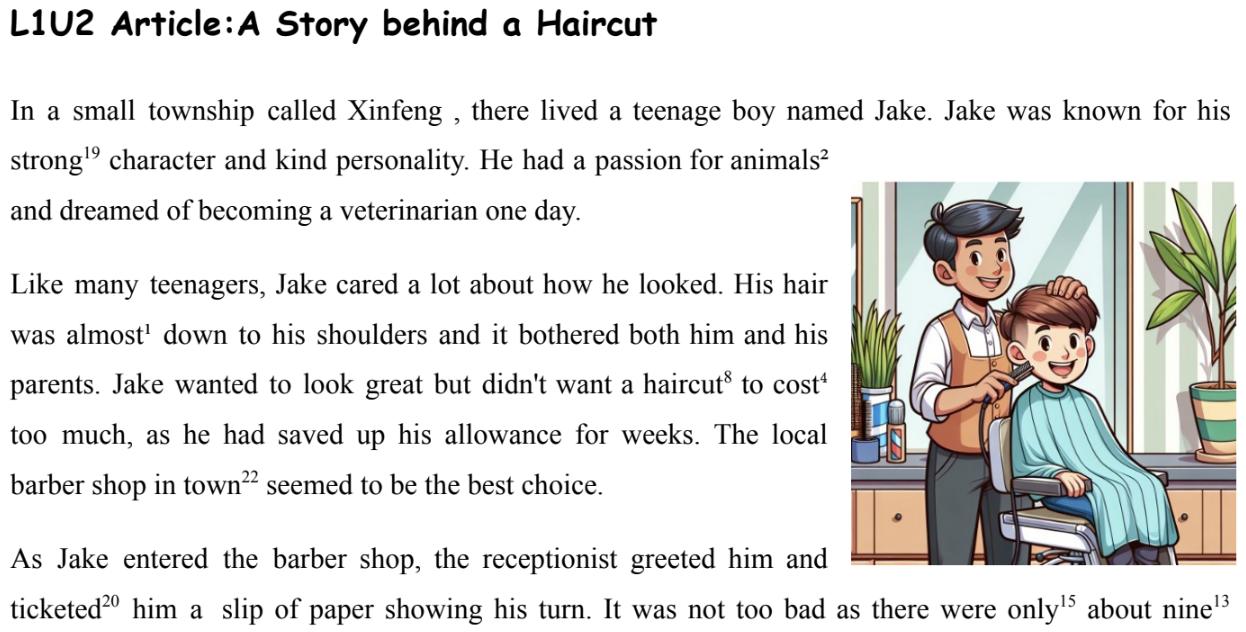 L1U2 Article:A Story behind a Haircut
In a small township called Xinfeng , there lived a teenage boy named Jake. Jake was known for his
strong¹⁹ character and kind personality. He had a passion for animals²
and dreamed of becoming a veterinarian one day.
Like many teenagers, Jake cared a lot about how he looked. His hair
was almost¹ down to his shoulders and it bothered both him and his
parents. Jake wanted to look great but didn't want a haircut⁸ to cost⁴
too much, as he had saved up his allowance for weeks. The local
barber shop in town²² seemed to be the best choice.
As Jake entered the barber shop, the receptionist greeted him and
ticketed²⁰ him a slip of paper showing his turn. It was not too bad as there were only¹⁵ about nine¹³